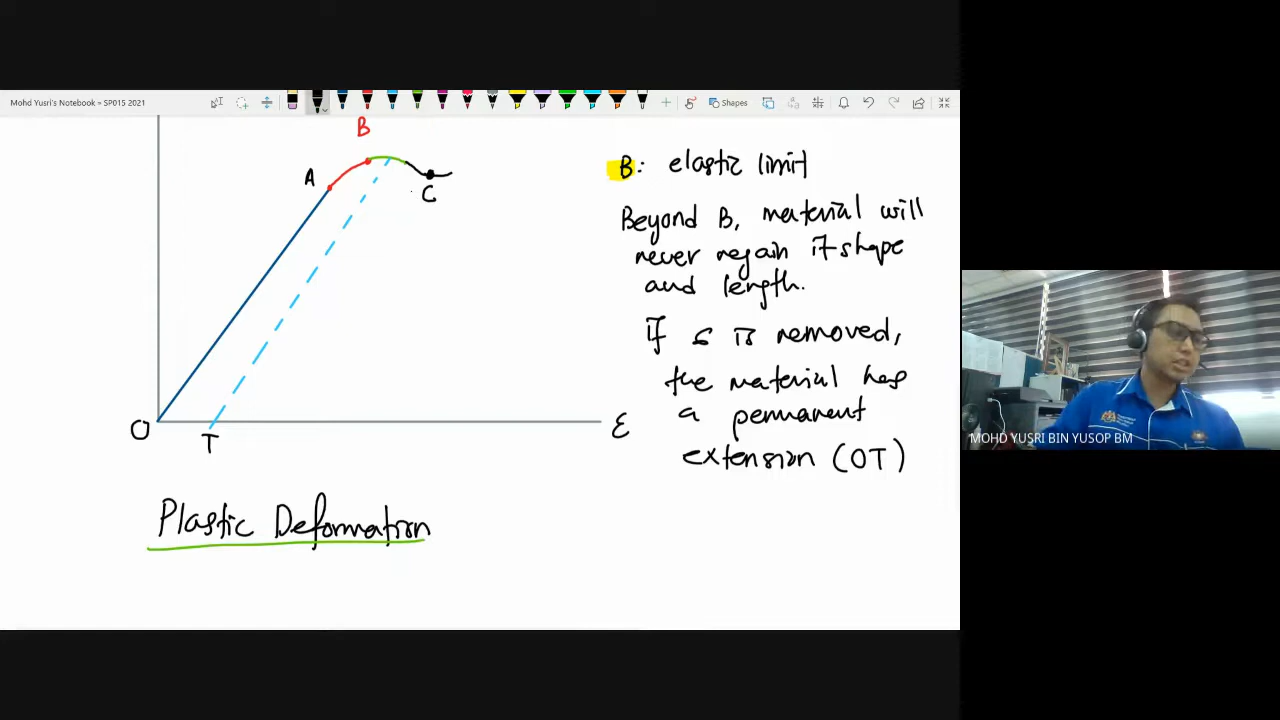 Mohd Yusri's Notebook » SP015 2021
Shapes
B
A
C
O
T
ε
B: elastic limit
Beyond B, material will
never regain it shape
and length.
If σ is removed,
the material has
a permanent
extension (OT)
Plastic Deformation
MOHD YUSRI BIN YUSOP BM